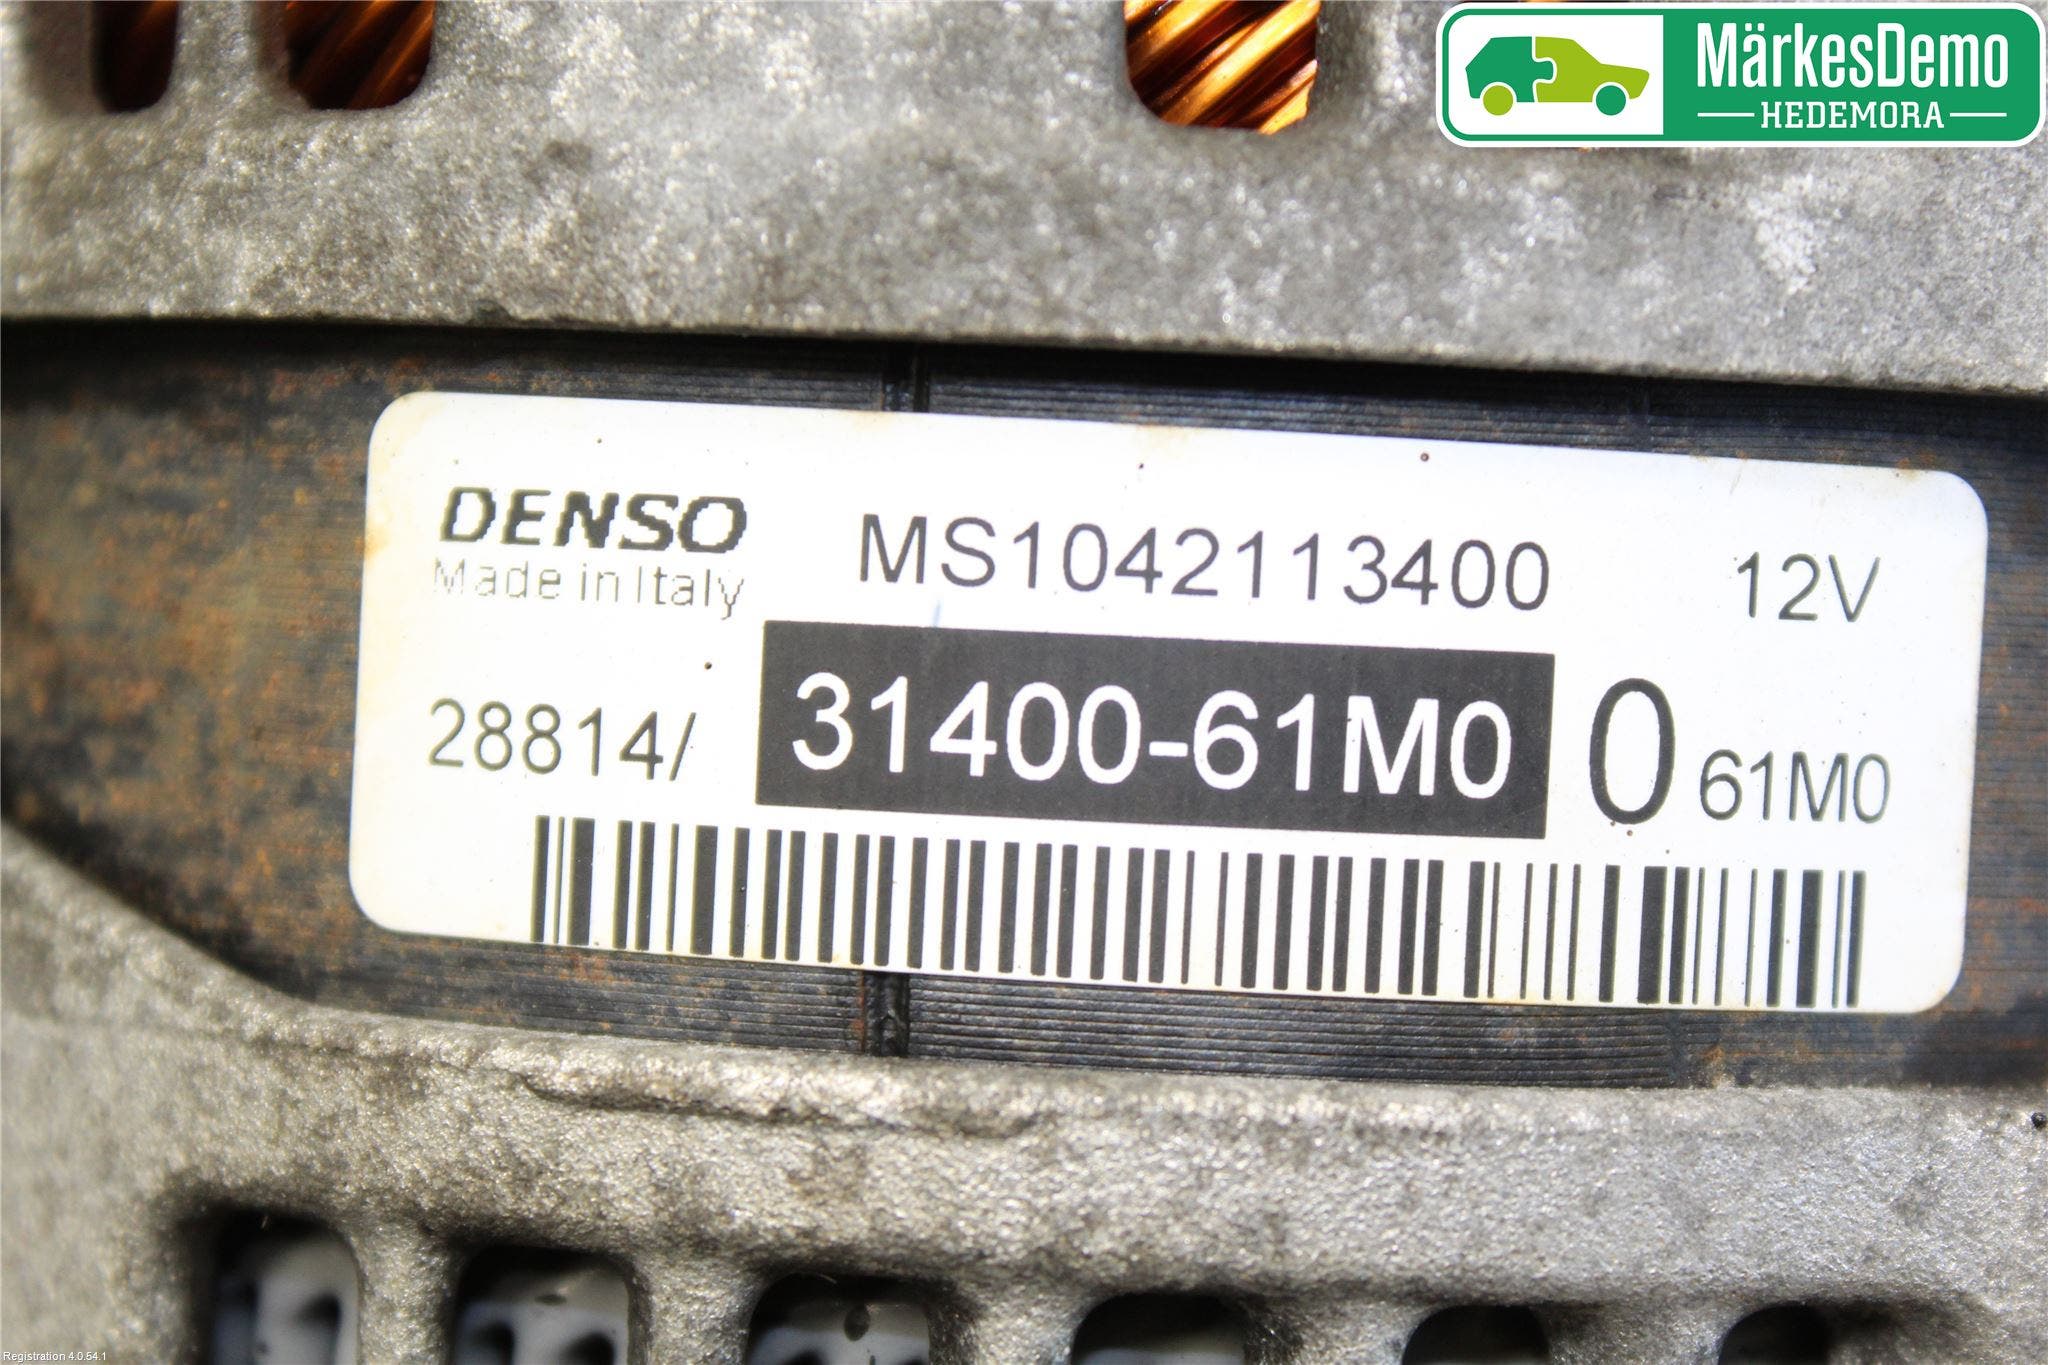 MärkesDemo
HEDEMORA
DENSO
Made in Italy
MS1042113400
12V
28814/
31400-61M0
0
61M0
Registration 4.0.54.1